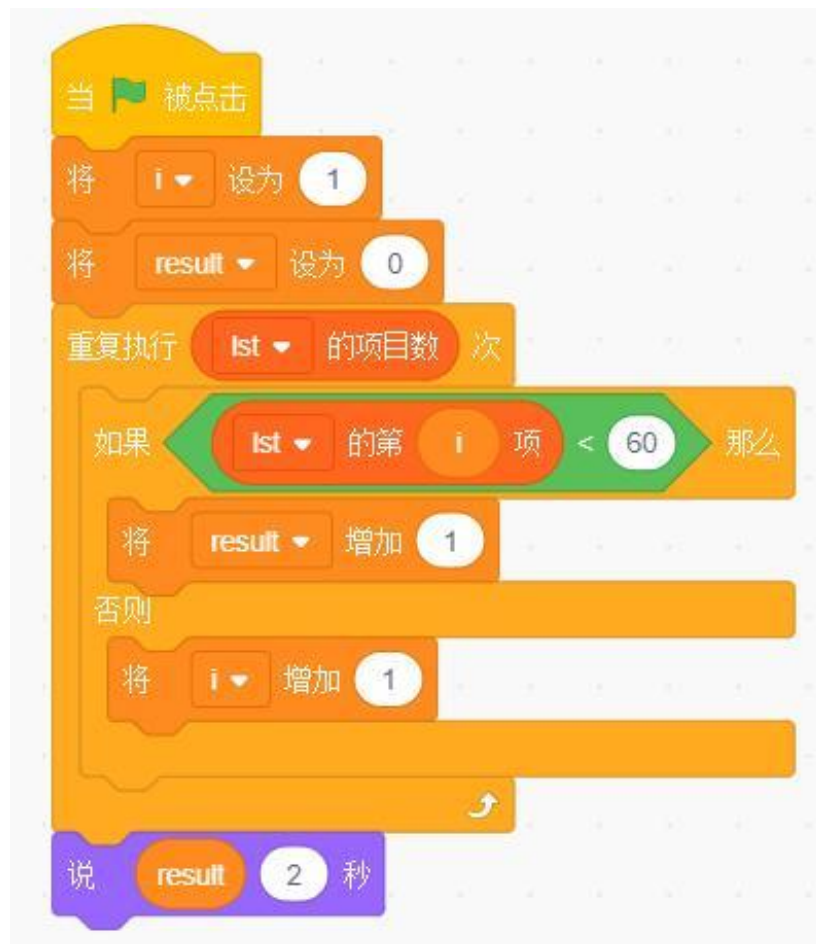 当 被点击
将 i 设为 1
将 result 设为 0
重复执行 lst 的项目数 次
如果 lst 的第 i 项 < 60 那么
将 result 增加 1
否则
将 i 增加 1
说 result 2 秒